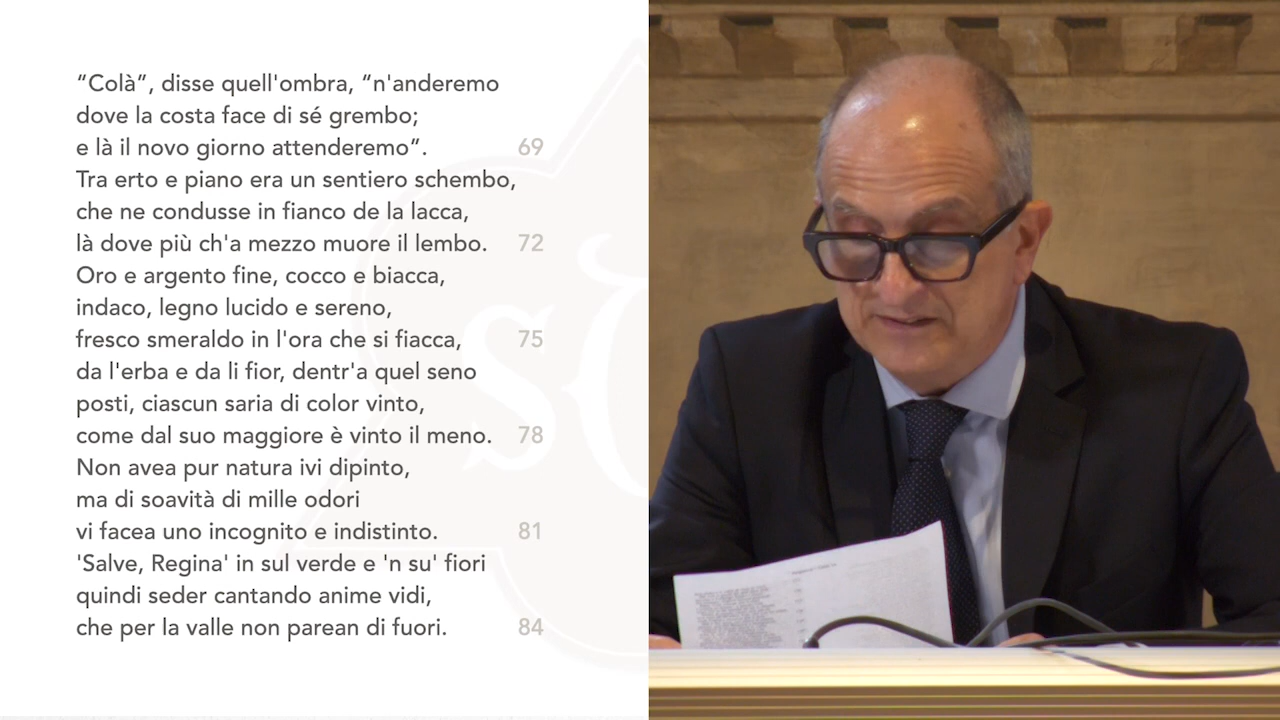 “Colà”, disse quell'ombra, “n'anderemo
dove la costa face di sé grembo;
e là il novo giorno attenderemo”. 69
Tra erto e piano era un sentiero schembo,
che ne condusse in fianco de la lacca,
là dove più ch'a mezzo muore il lembo. 72
Oro e argento fine, cocco e biacca,
indaco, legno lucido e sereno,
fresco smeraldo in l'ora che si fiacca, 75
da l'erba e da li fior, dentr'a quel seno
posti, ciascun saria di color vinto,
come dal suo maggiore è vinto il meno. 78
Non avea pur natura ivi dipinto,
ma di soavità di mille odori
vi facea uno incognito e indistinto. 81
'Salve, Regina' in sul verde e 'n su' fiori
quindi seder cantando anime vidi,
che per la valle non parean di fuori. 84